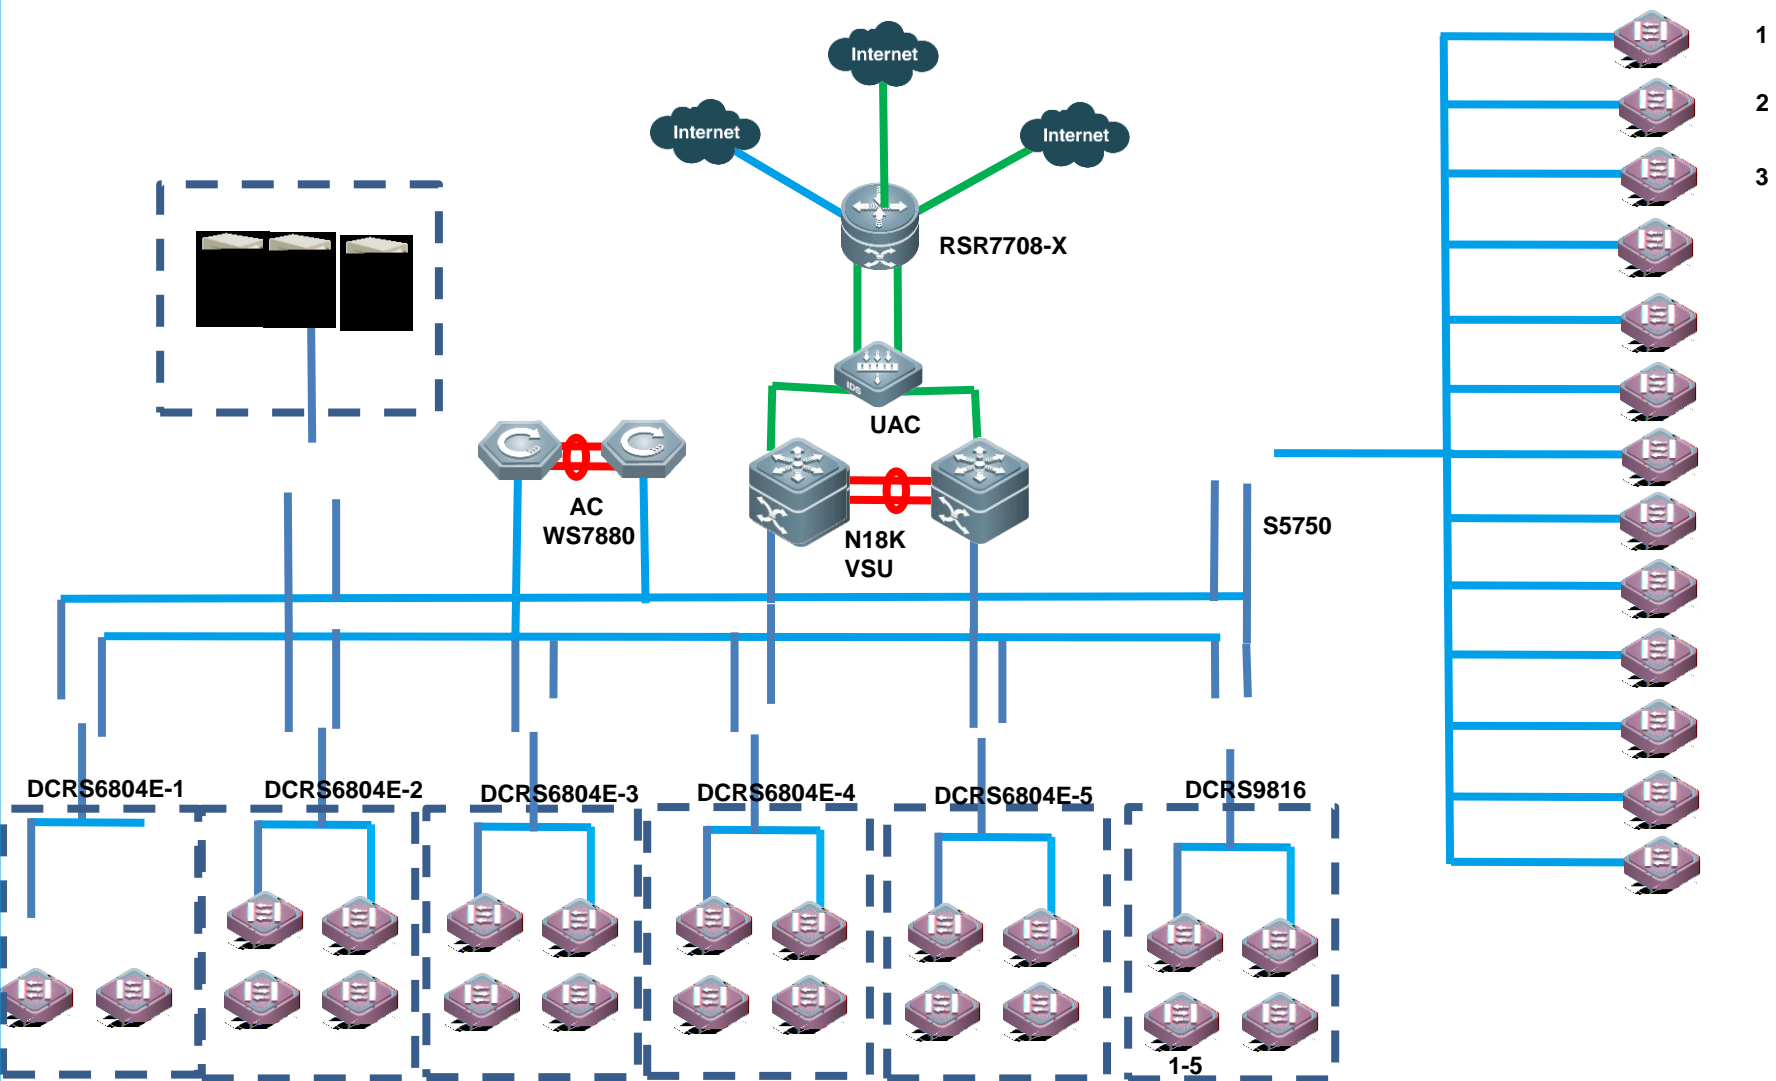 Internet
Internet
Internet
1
2
3
RSR7708-X
IDS
UAC
AC
WS7880
N18K
VSU
S5750
DCRS6804E-1
DCRS6804E-2
DCRS6804E-3
DCRS6804E-4
DCRS6804E-5
DCRS9816
1-5